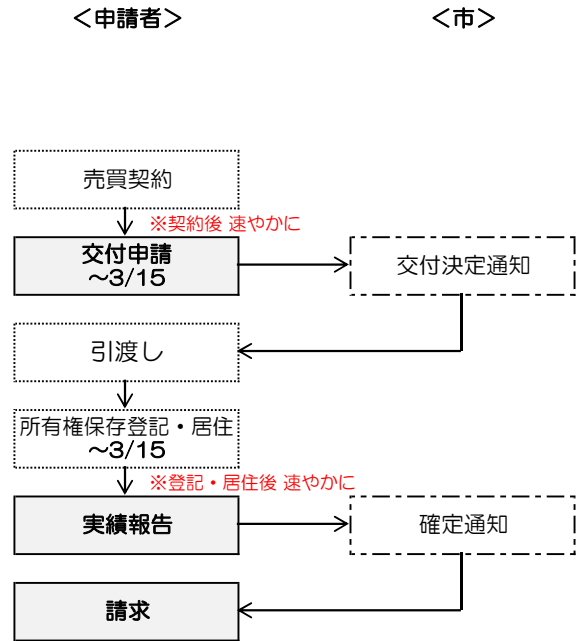 ＜申請者＞
＜市＞
売買契約
※契約後 速やかに
交付申請
～3/15
交付決定通知
引渡し
所有権保存登記・居住
～3/15
※登記・居住後 速やかに
実績報告
確定通知
請求